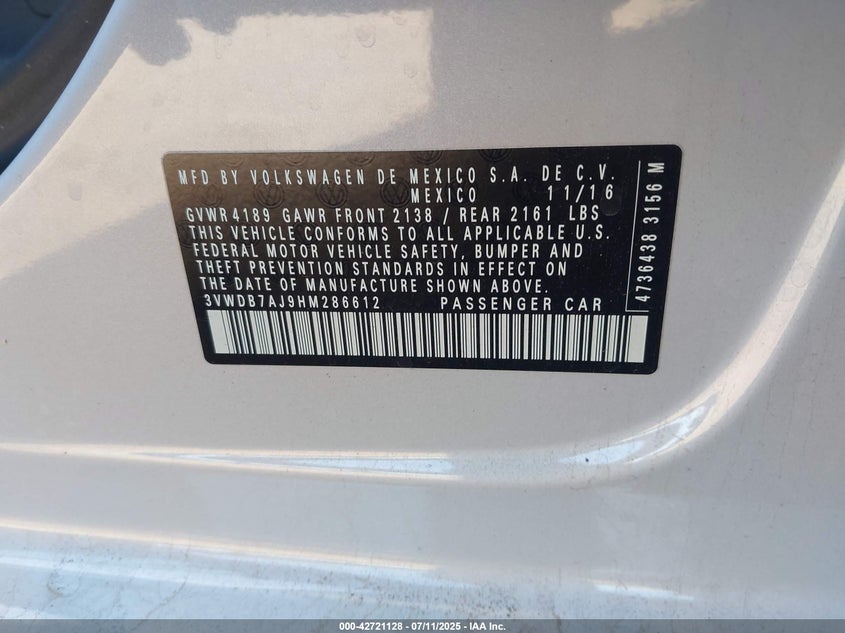 MFD BY VOLKSWAGEN DE MEXICO S.A. DE C.V.
MEXICO 11/16
GVWR 4189 GAWR FRONT 2138 / REAR 2161 LBS
THIS VEHICLE CONFORMS TO ALL APPLICABLE U.S.
FEDERAL MOTOR VEHICLE SAFETY, BUMPER AND
THEFT PREVENTION STANDARDS IN EFFECT ON
THE DATE OF MANUFACTURE SHOWN ABOVE.
3VWDB7AJ9HM286612 PASSENGER CAR
4736438 3156 M
000-42721128 - 07/11/2025 - IAA Inc.